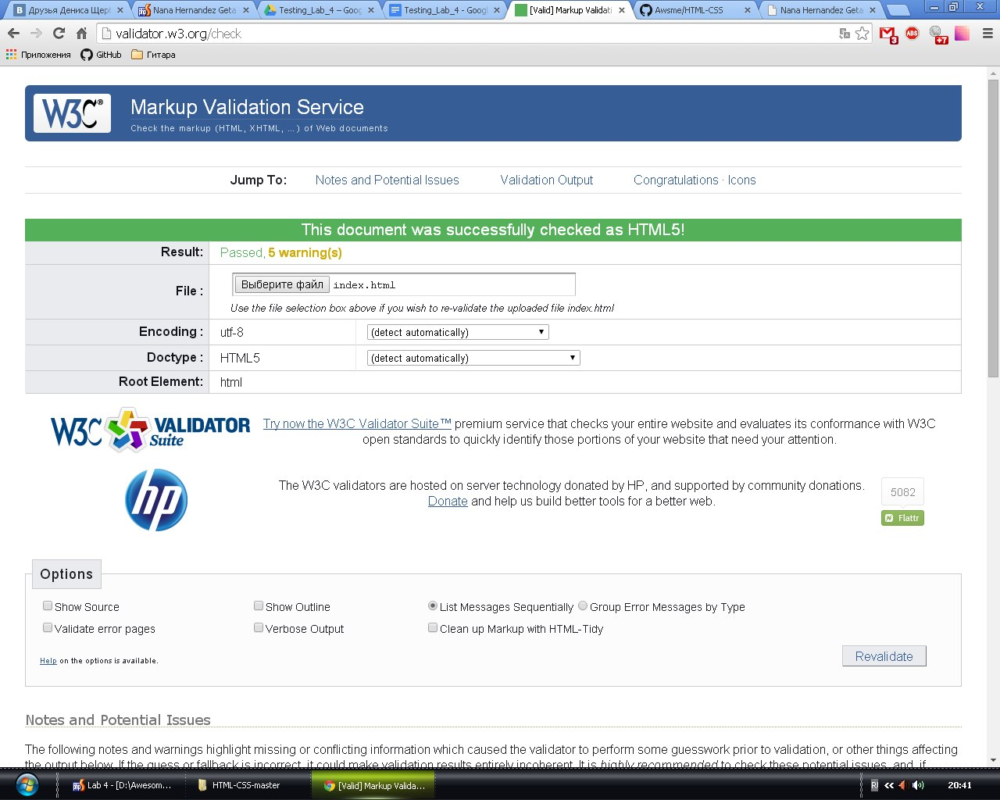 Друзья Дениса Щерб
Nana Hernandez Geta
Testing_Lab_4 – Goog
Testing_Lab_4 - Googl
[Valid] Markup Validati
Awsme/HTML-CSS
Nana Hernandez Geta
validator.w3.org/check
3
ABS
+7
Приложения
GitHub
Гитара
W3C®
Markup Validation Service
Check the markup (HTML, XHTML, ...) of Web documents
Jump To: Notes and Potential Issues Validation Output Congratulations · Icons
This document was successfully checked as HTML5!
Result: Passed, 5 warning(s)
File : Выберите файл index.html
Use the file selection box above if you wish to re-validate the uploaded file index.html
Encoding : utf-8 (detect automatically)
Doctype : HTML5 (detect automatically)
Root Element: html
W3C VALIDATOR
Suite
Try now the W3C Validator Suite™ premium service that checks your entire website and evaluates its conformance with W3C
open standards to quickly identify those portions of your website that need your attention.
hp
The W3C validators are hosted on server technology donated by HP, and supported by community donations.
Donate and help us build better tools for a better web.
5082
Flattr
Options
Show Source Show Outline List Messages Sequentially Group Error Messages by Type
Validate error pages Verbose Output Clean up Markup with HTML-Tidy
Help on the options is available.
Revalidate
Notes and Potential Issues
The following notes and warnings highlight missing or conflicting information which caused the validator to perform some guesswork prior to validation, or other things affecting
the output below. If the guess or fallback is incorrect, it could make validation results entirely incoherent. It is highly recommended to check these potential issues, and, if
Lab 4 - [D:\Awesom...
HTML-CSS-master
[Valid] Markup Valida...
20:41